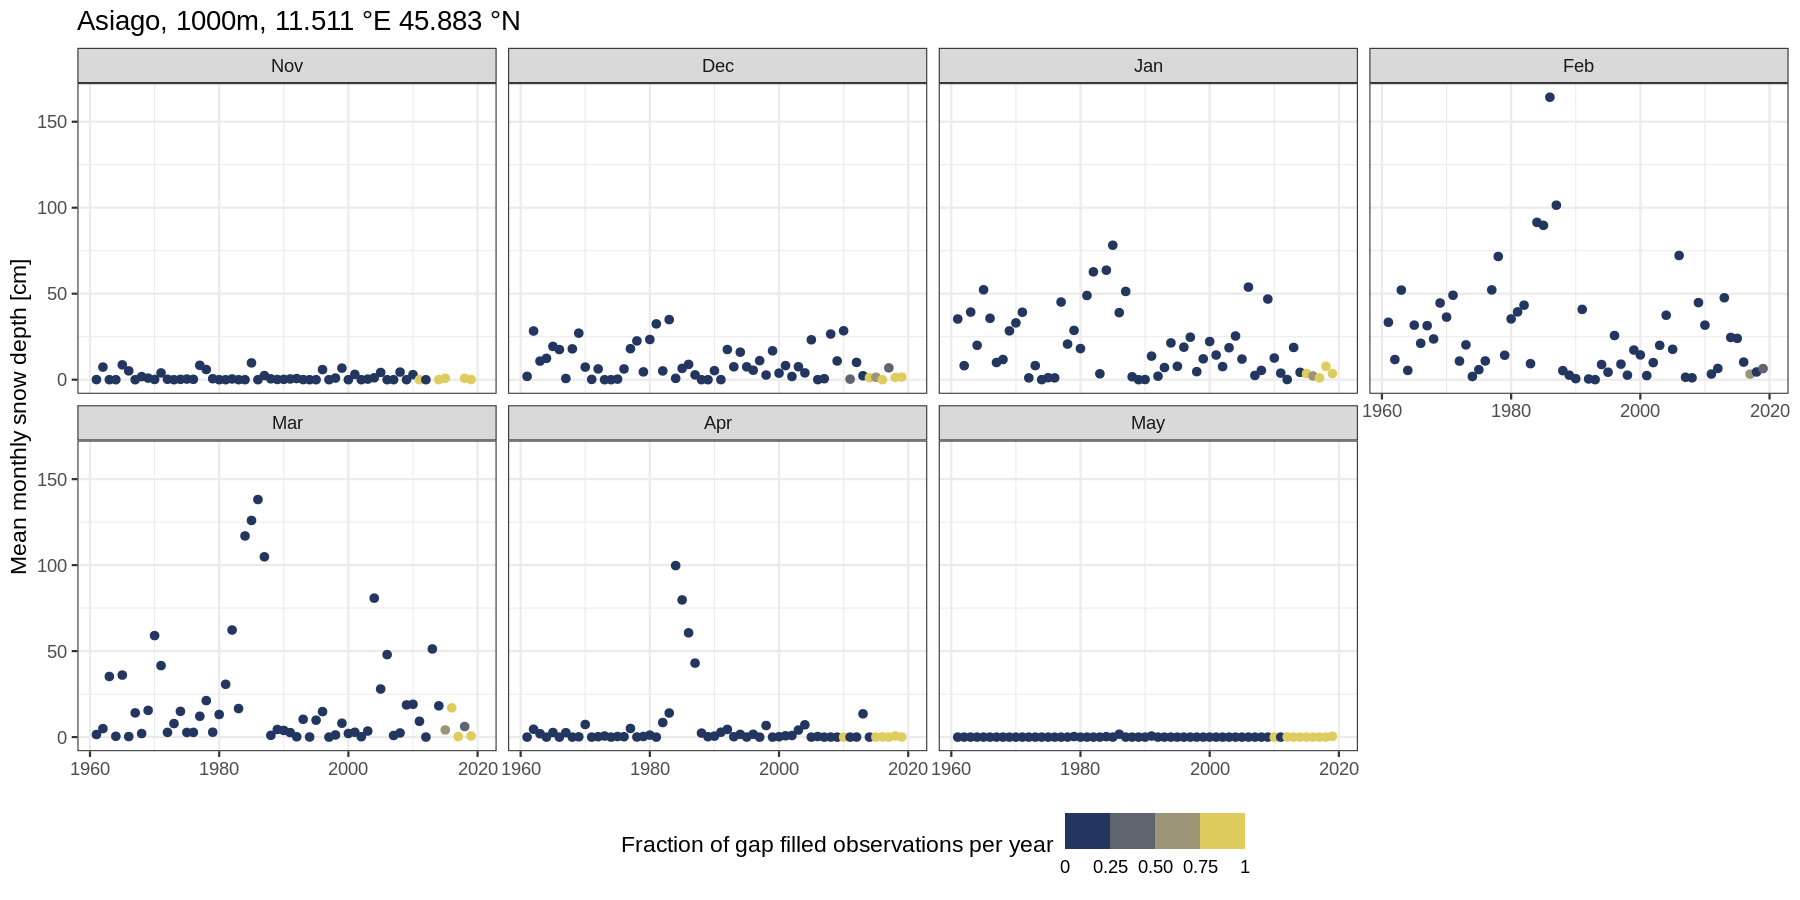 Asiago, 1000m, 11.511 °E 45.883 °N
Nov
Dec
Jan
Feb
150
100
50
0
Mean monthly snow depth [cm]
1960 1980 2000 2020
Mar
Apr
May
150
100
50
0
1960 1980 2000 2020
1960 1980 2000 2020
1960 1980 2000 2020
Fraction of gap filled observations per year
0 0.25 0.50 0.75 1